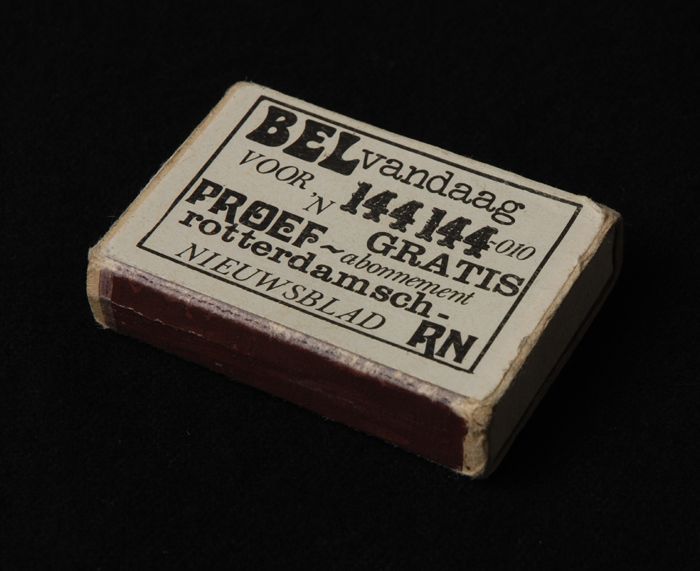 BEL vandaag
144144-010
VOOR 'N GRATIS
PROEF~abonnement
rotterdamsch-
NIEUWSBLAD RN